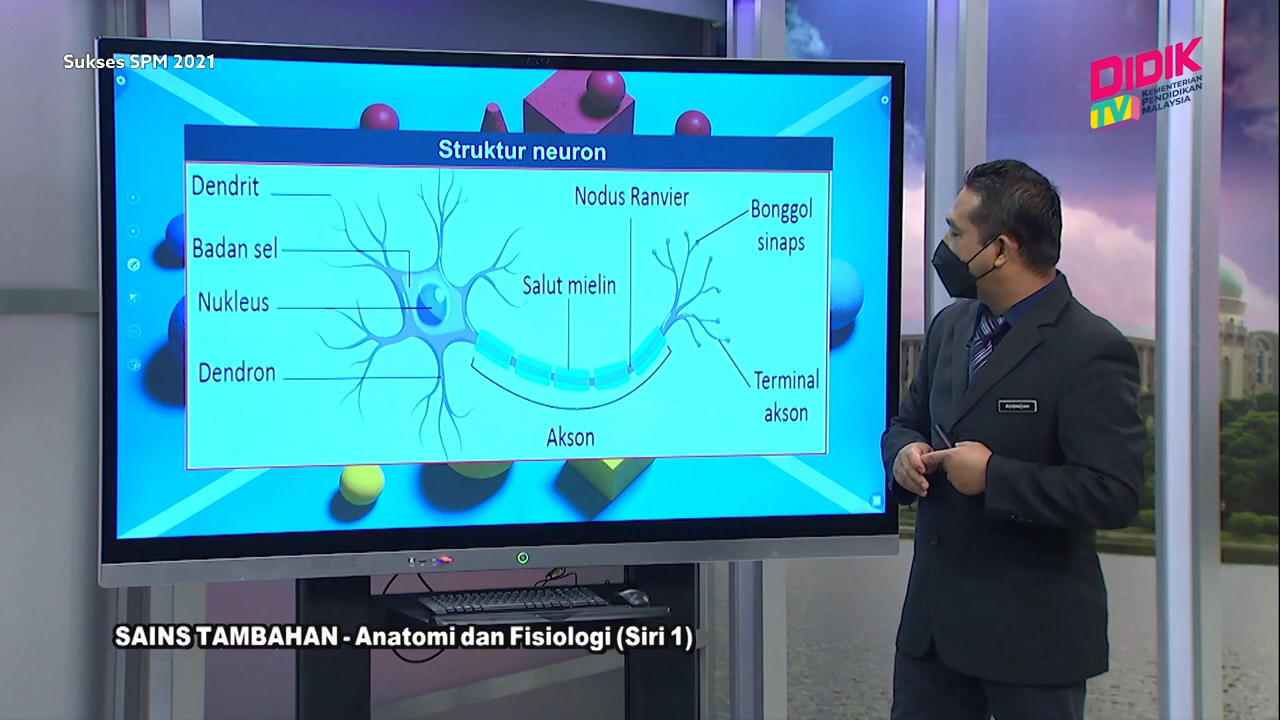 Sukses SPM 2021
DIDIK
TV
KEMENTERIAN
PENDIDIKAN
MALAYSIA
Struktur neuron
Dendrit
Badan sel
Nukleus
Dendron
Nodus Ranvier
Salut mielin
Akson
Bonggol
sinaps
Terminal
akson
SAINS TAMBAHAN - Anatomi dan Fisiologi (Siri 1)